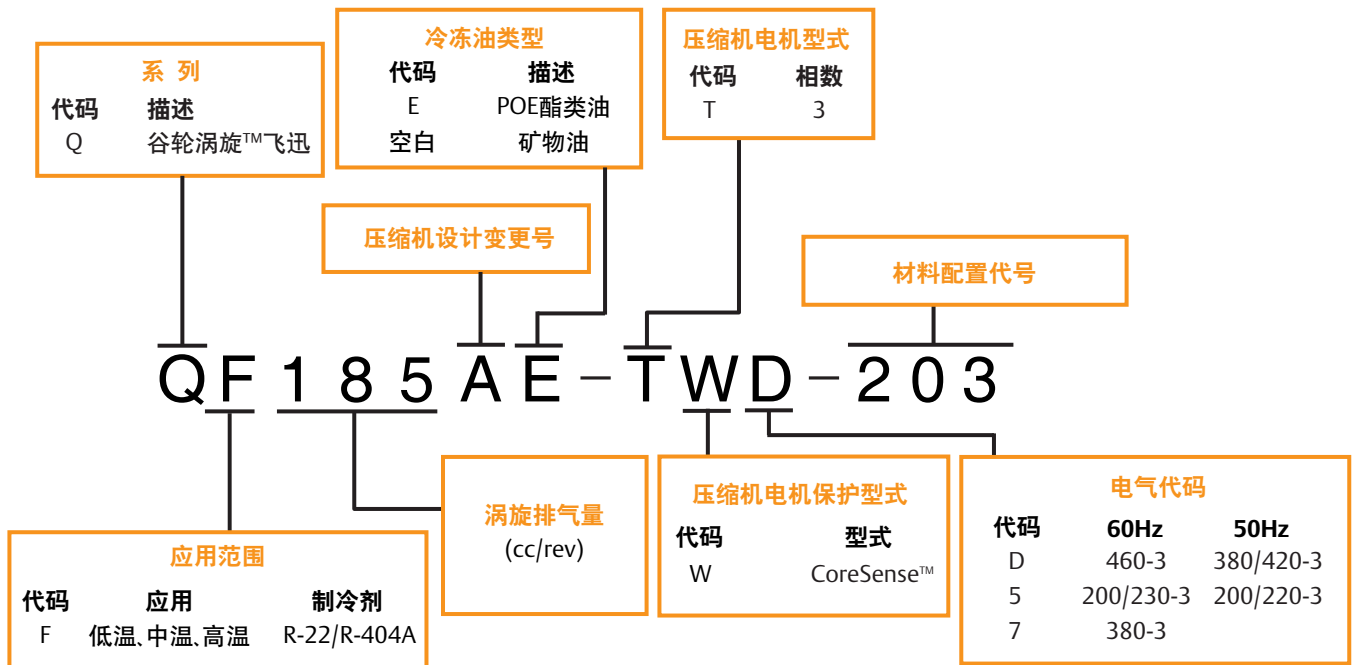 系 列
代码 描述
Q 谷轮涡旋™飞迅
冷冻油类型
代码 描述
E POE酯类油
空白 矿物油
压缩机电机型式
代码 相数
T 3
压缩机设计变更号
材料配置代号
QF185AE-TWD-203
应用范围
代码 应用 制冷剂
F 低温、中温、高温 R-22/R-404A
涡旋排气量
(cc/rev)
压缩机电机保护型式
代码 型式
W CoreSense™
电气代码
代码 60Hz 50Hz
D 460-3 380/420-3
5 200/230-3 200/220-3
7 380-3